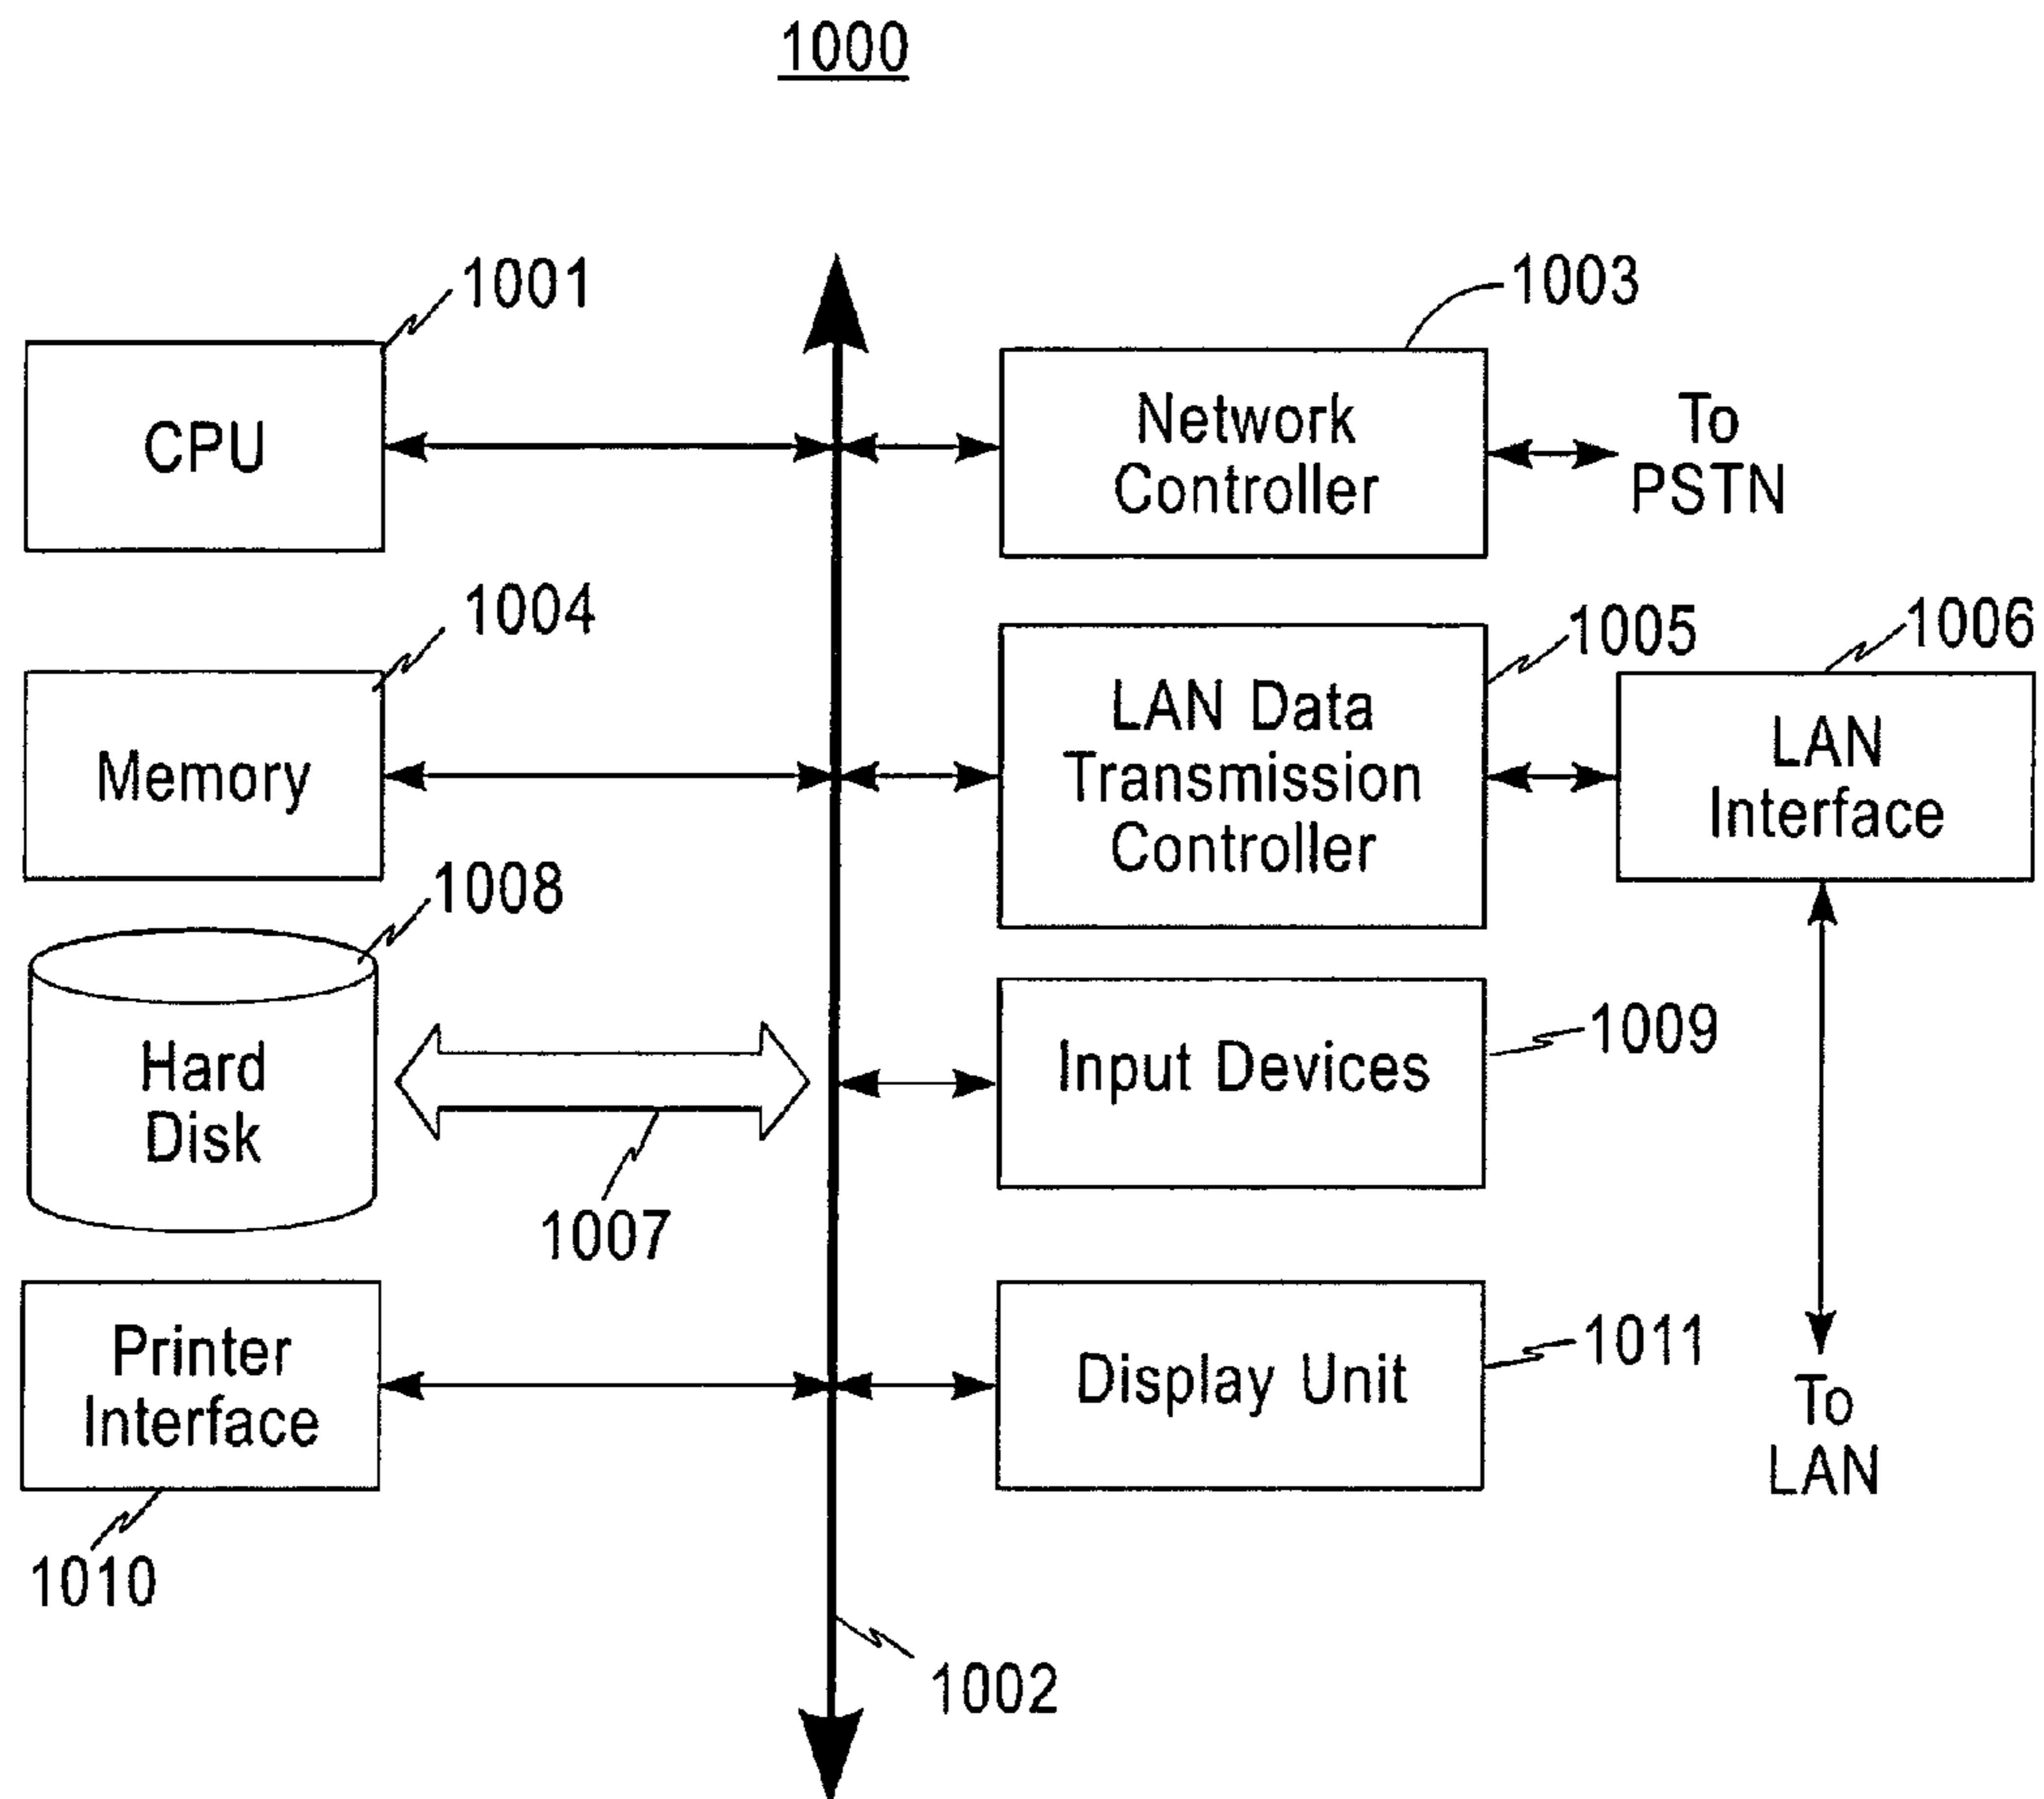 1000
1001
CPU
1003
Network
Controller
To
PSTN
1004
Memory
1005
LAN Data
Transmission
Controller
1006
LAN
Interface
1008
Hard
Disk
1007
1009
Input Devices
Printer
Interface
1010
1011
Display Unit
To
LAN
1002